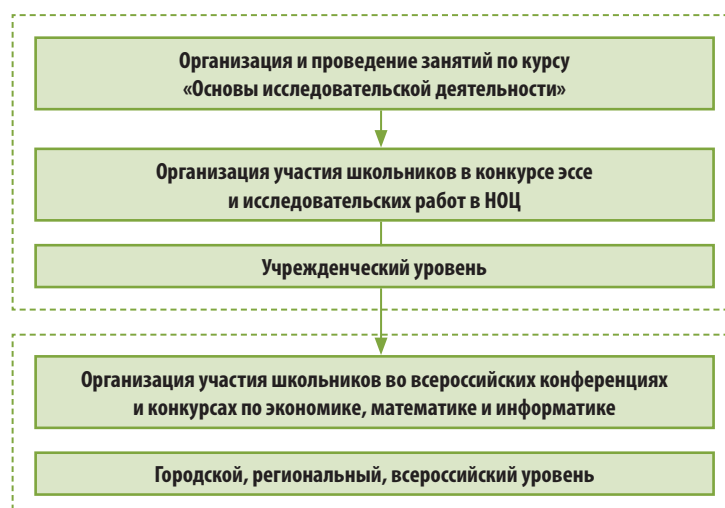 Организация и проведение занятий по курсу
«Основы исследовательской деятельности»
Организация участия школьников в конкурсе эссе
и исследовательских работ в НОЦ
Учрежденческий уровень
Организация участия школьников во всероссийских конференциях
и конкурсах по экономике, математике и информатике
Городской, региональный, всероссийский уровень